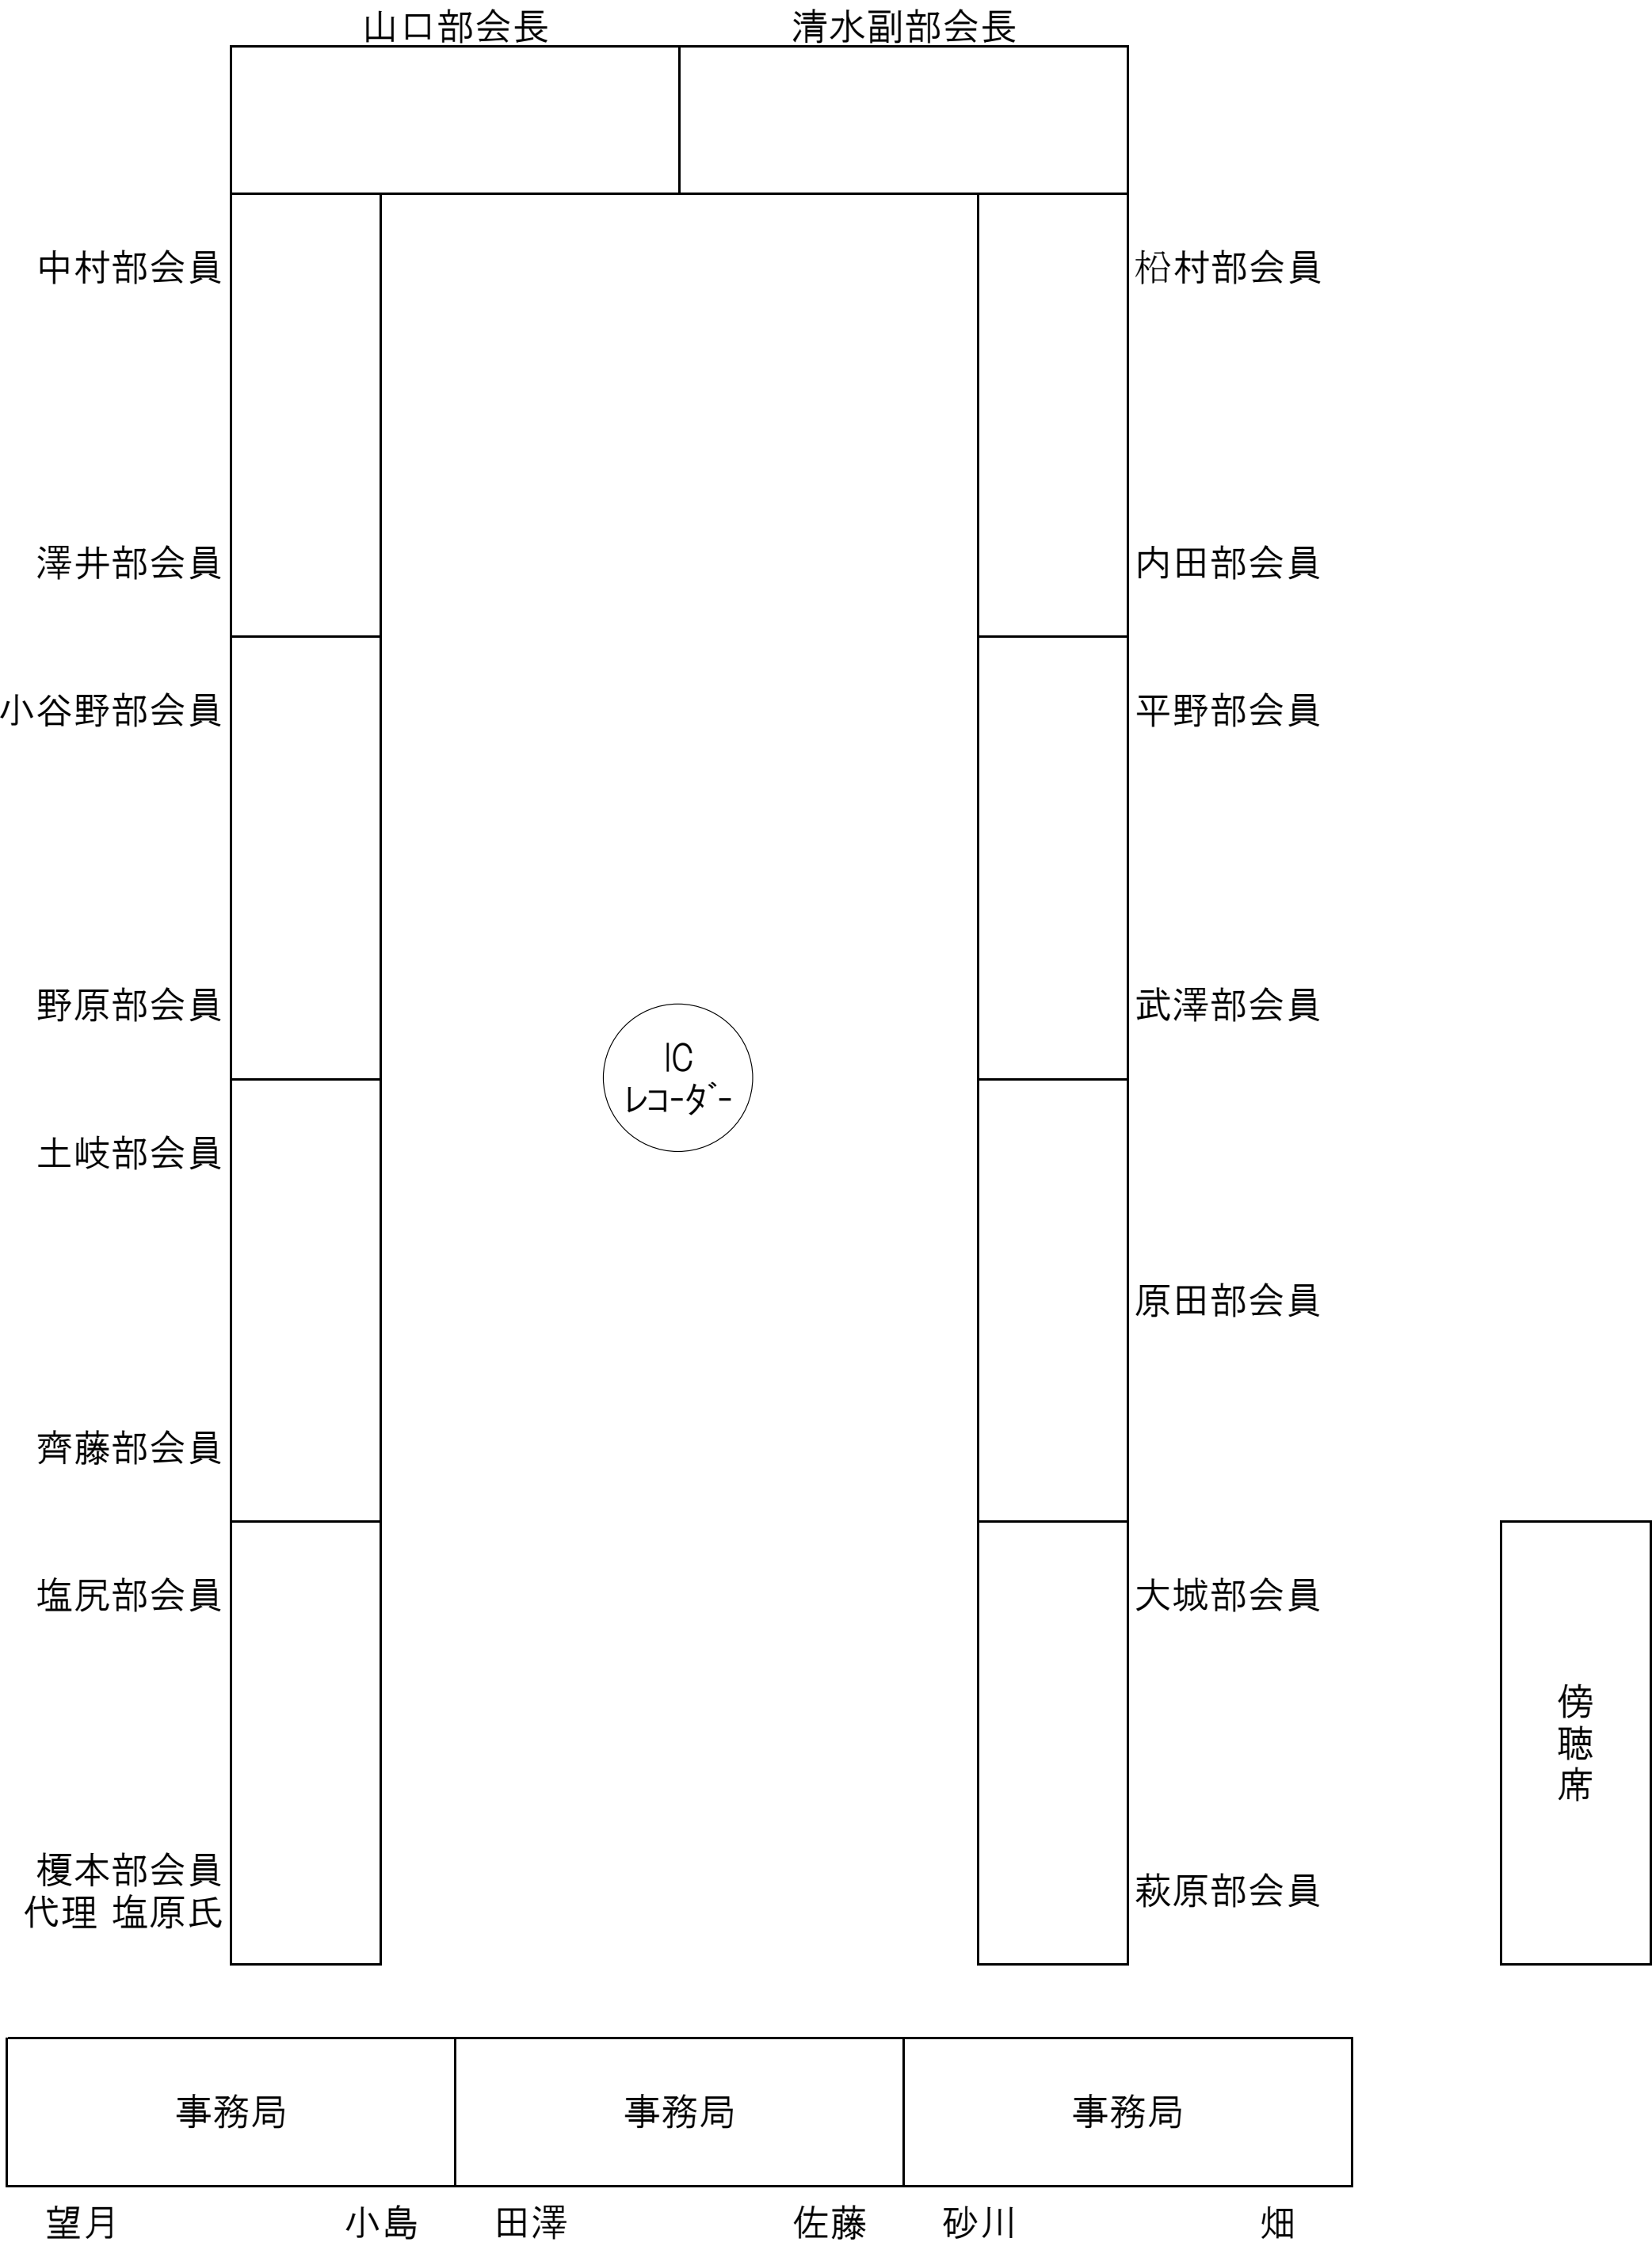 山口部会長 清水副部会長
中村部会員 枩村部会員
澤井部会員 内田部会員
小谷野部会員 平野部会員
野原部会員 武澤部会員
IC
ﾚｺｰﾀﾞｰ
土岐部会員
原田部会員
齊藤部会員
塩尻部会員 大城部会員
傍聴席
榎本部会員
代理 塩原氏
萩原部会員
事務局 事務局 事務局
望月 小島 田澤 佐藤 砂川 畑